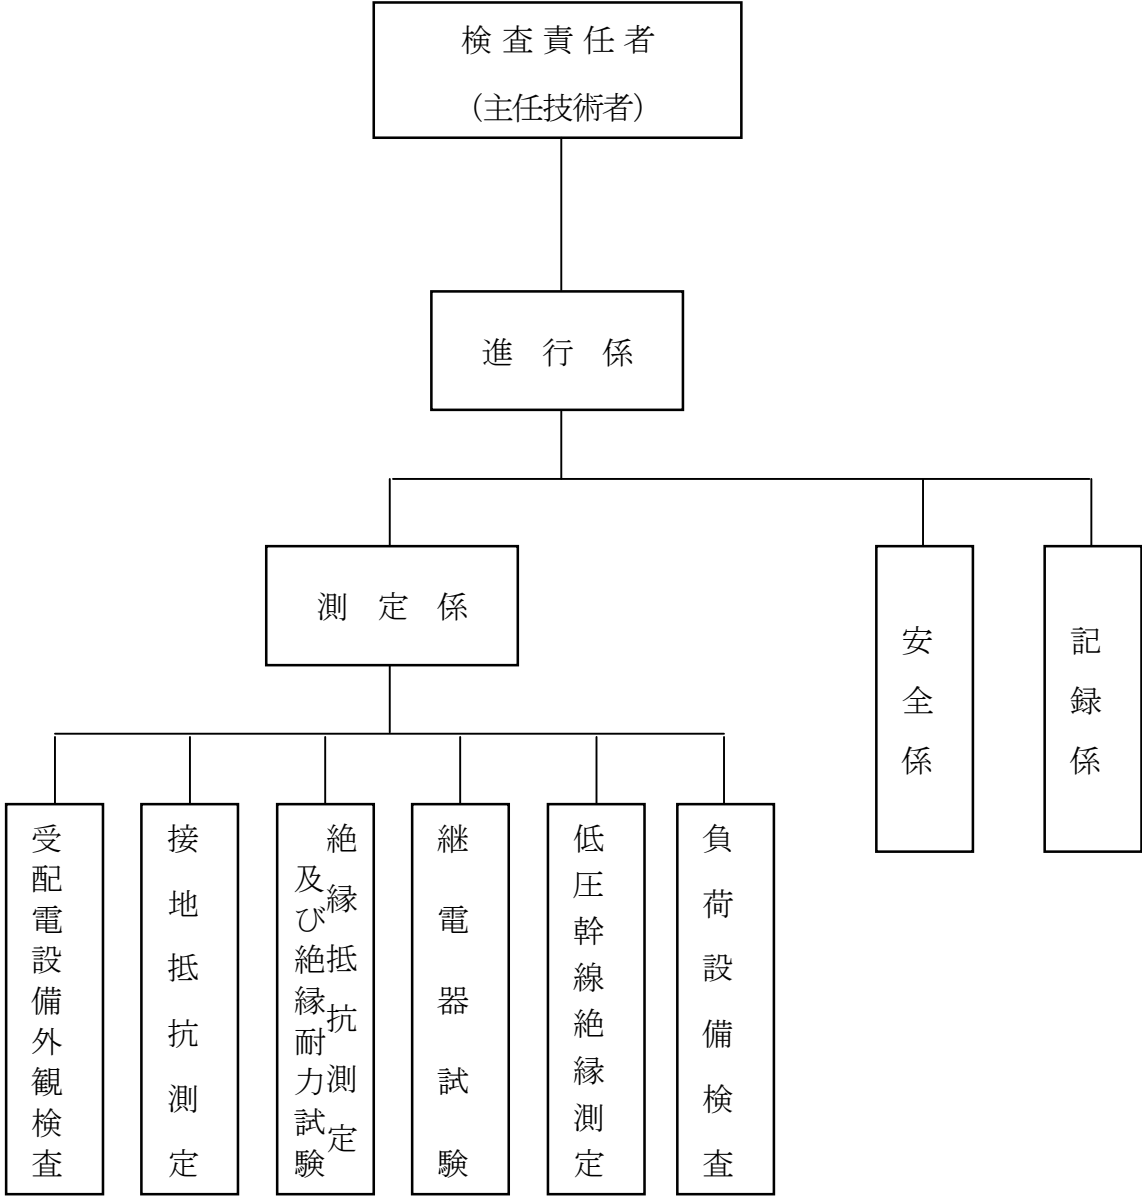 検査責任者
(主任技術者)
進行係
測定係
安全係
記録係
受配電設備外観検査
接地抵抗測定
絶縁抵抗測定
及び絶縁耐力試験
継電器試験
低圧幹線絶縁測定
負荷設備検査